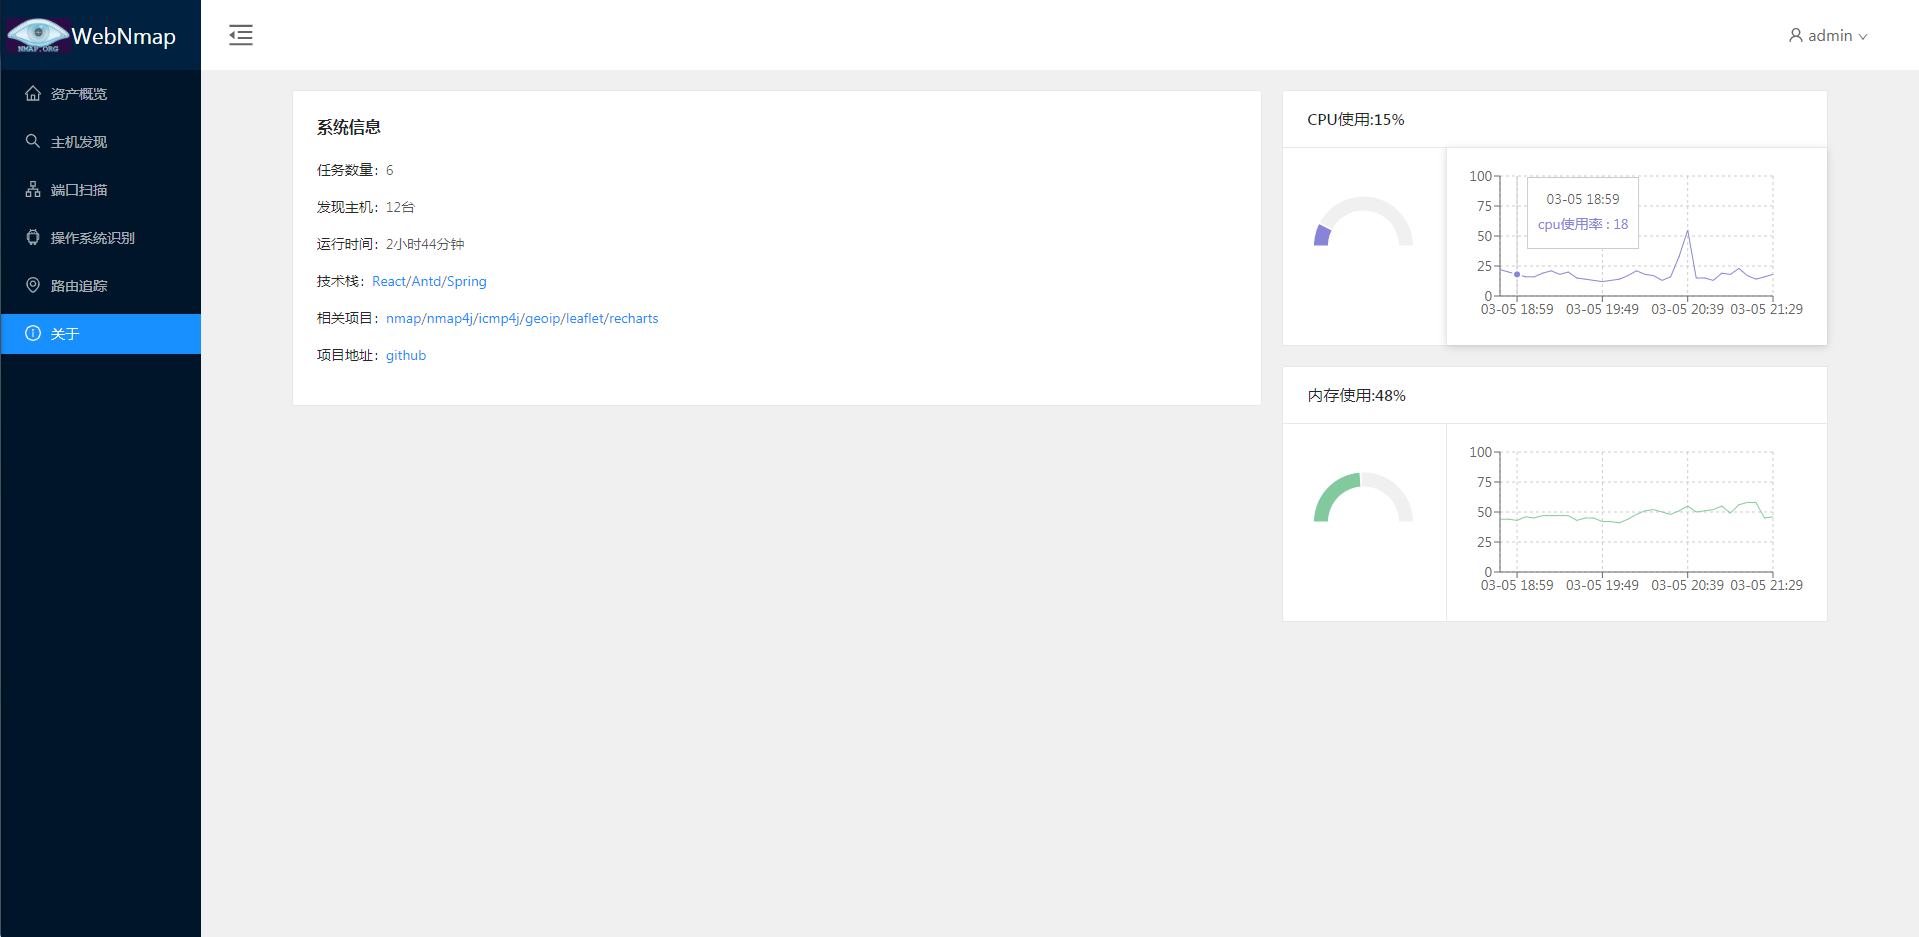 NMAP.ORG
WebNmap
admin
资产概览
主机发现
端口扫描
操作系统识别
路由追踪
关于
系统信息
任务数量：6
发现主机：12台
运行时间：2小时44分钟
技术栈：React/Antd/Spring
相关项目：nmap/nmap4j/icmp4j/geoip/leaflet/recharts
项目地址：github
CPU使用:15%
100
75
50
25
0
03-05 18:59
cpu使用率 : 18
03-05 18:59 03-05 19:49 03-05 20:39 03-05 21:29
内存使用:48%
100
75
50
25
0
03-05 18:59 03-05 19:49 03-05 20:39 03-05 21:29